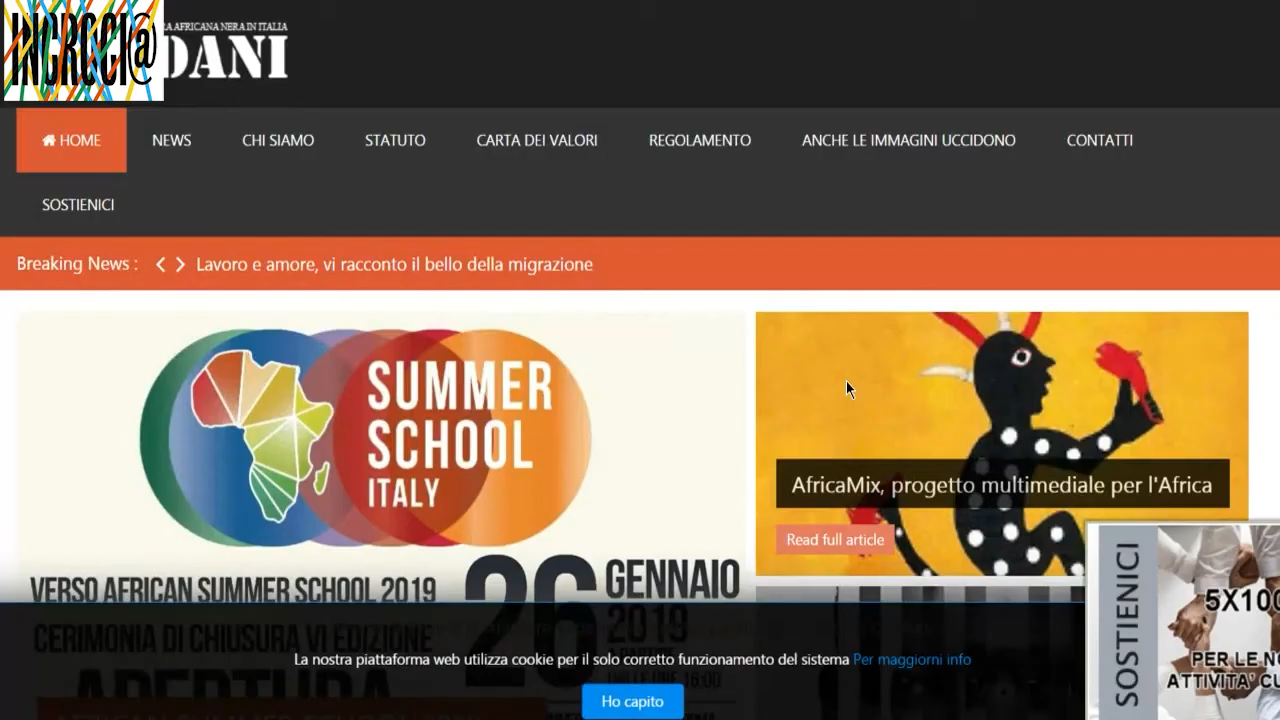 INCROCI@
RA AFRICANA NERA IN ITALIA
DANI
HOME NEWS CHI SIAMO STATUTO CARTA DEI VALORI REGOLAMENTO ANCHE LE IMMAGINI UCCIDONO CONTATTI
SOSTIENICI
Breaking News : Lavoro e amore, vi racconto il bello della migrazione
SUMMER
SCHOOL
ITALY
VERSO AFRICAN SUMMER SCHOOL 2019
CERIMONIA DI CHIUSURA VI EDIZIONE
APERTURA
26 GENNAIO
2019
AfricaMix, progetto multimediale per l'Africa
Read full article
SOSTIENICI
5X100
PER LE NO
ATTIVITA' CU
La nostra piattaforma web utilizza cookie per il solo corretto funzionamento del sistema Per maggiorni info
Ho capito